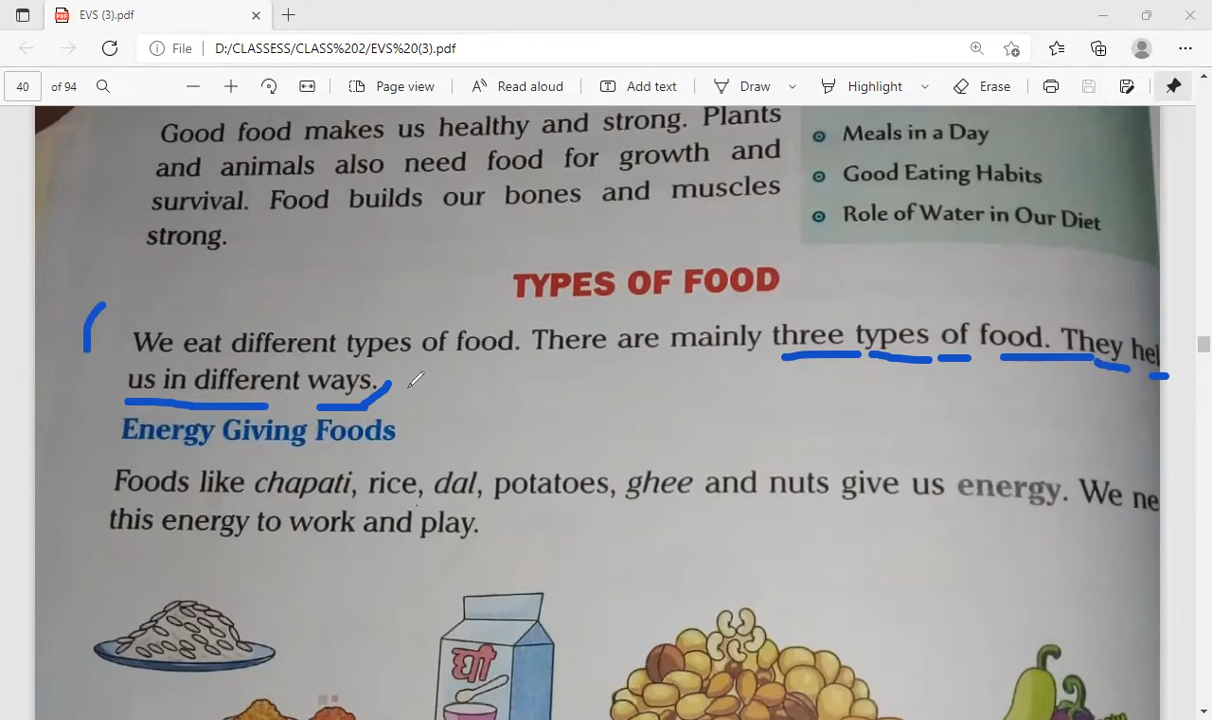 EVS (3).pdf
File D:/CLASSESS/CLASS%202/EVS%20(3).pdf
40 of 94 Page view Read aloud Add text Draw Highlight Erase
Good food makes us healthy and strong. Plants
and animals also need food for growth and
survival. Food builds our bones and muscles
strong.
Meals in a Day
Good Eating Habits
Role of Water in Our Diet
TYPES OF FOOD
We eat different types of food. There are mainly three types of food. They hel
us in different ways.
Energy Giving Foods
Foods like chapati, rice, dal, potatoes, ghee and nuts give us energy. We ne
this energy to work and play.
घी